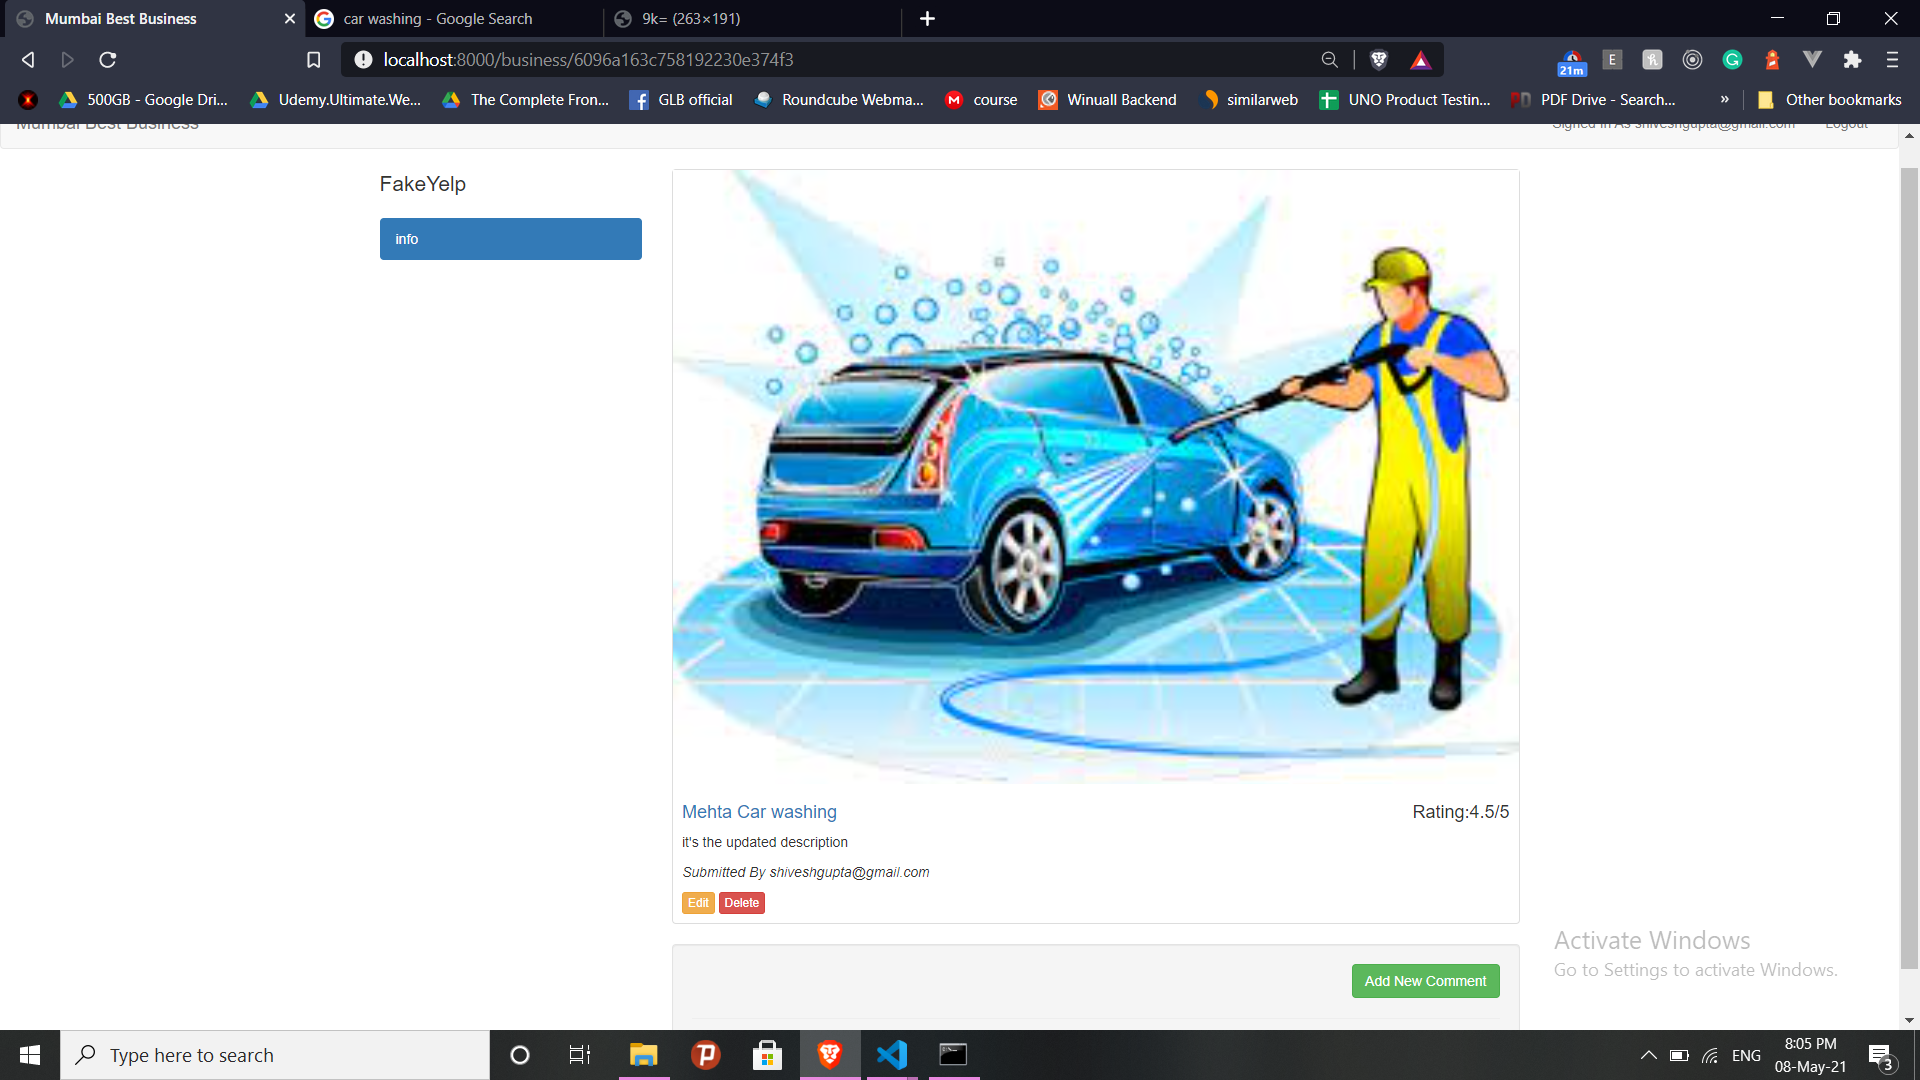 Mumbai Best Business
car washing - Google Search
9k= (263×191)
localhost:8000/business/6096a163c758192230e374f3
21m
E
500GB - Google Dri...
Udemy.Ultimate.We...
The Complete Fron...
GLB official
Roundcube Webma...
course
Winuall Backend
similarweb
UNO Product Testin...
PDF Drive - Search...
»
Other bookmarks
Mumbai Best Business
Signed In As shiveshgupta@gmail.com
Logout
FakeYelp
info
Mehta Car washing
Rating:4.5/5
it's the updated description
Submitted By shiveshgupta@gmail.com
Edit Delete
Add New Comment
Activate Windows
Go to Settings to activate Windows.
Type here to search
ENG
8:05 PM
08-May-21
3